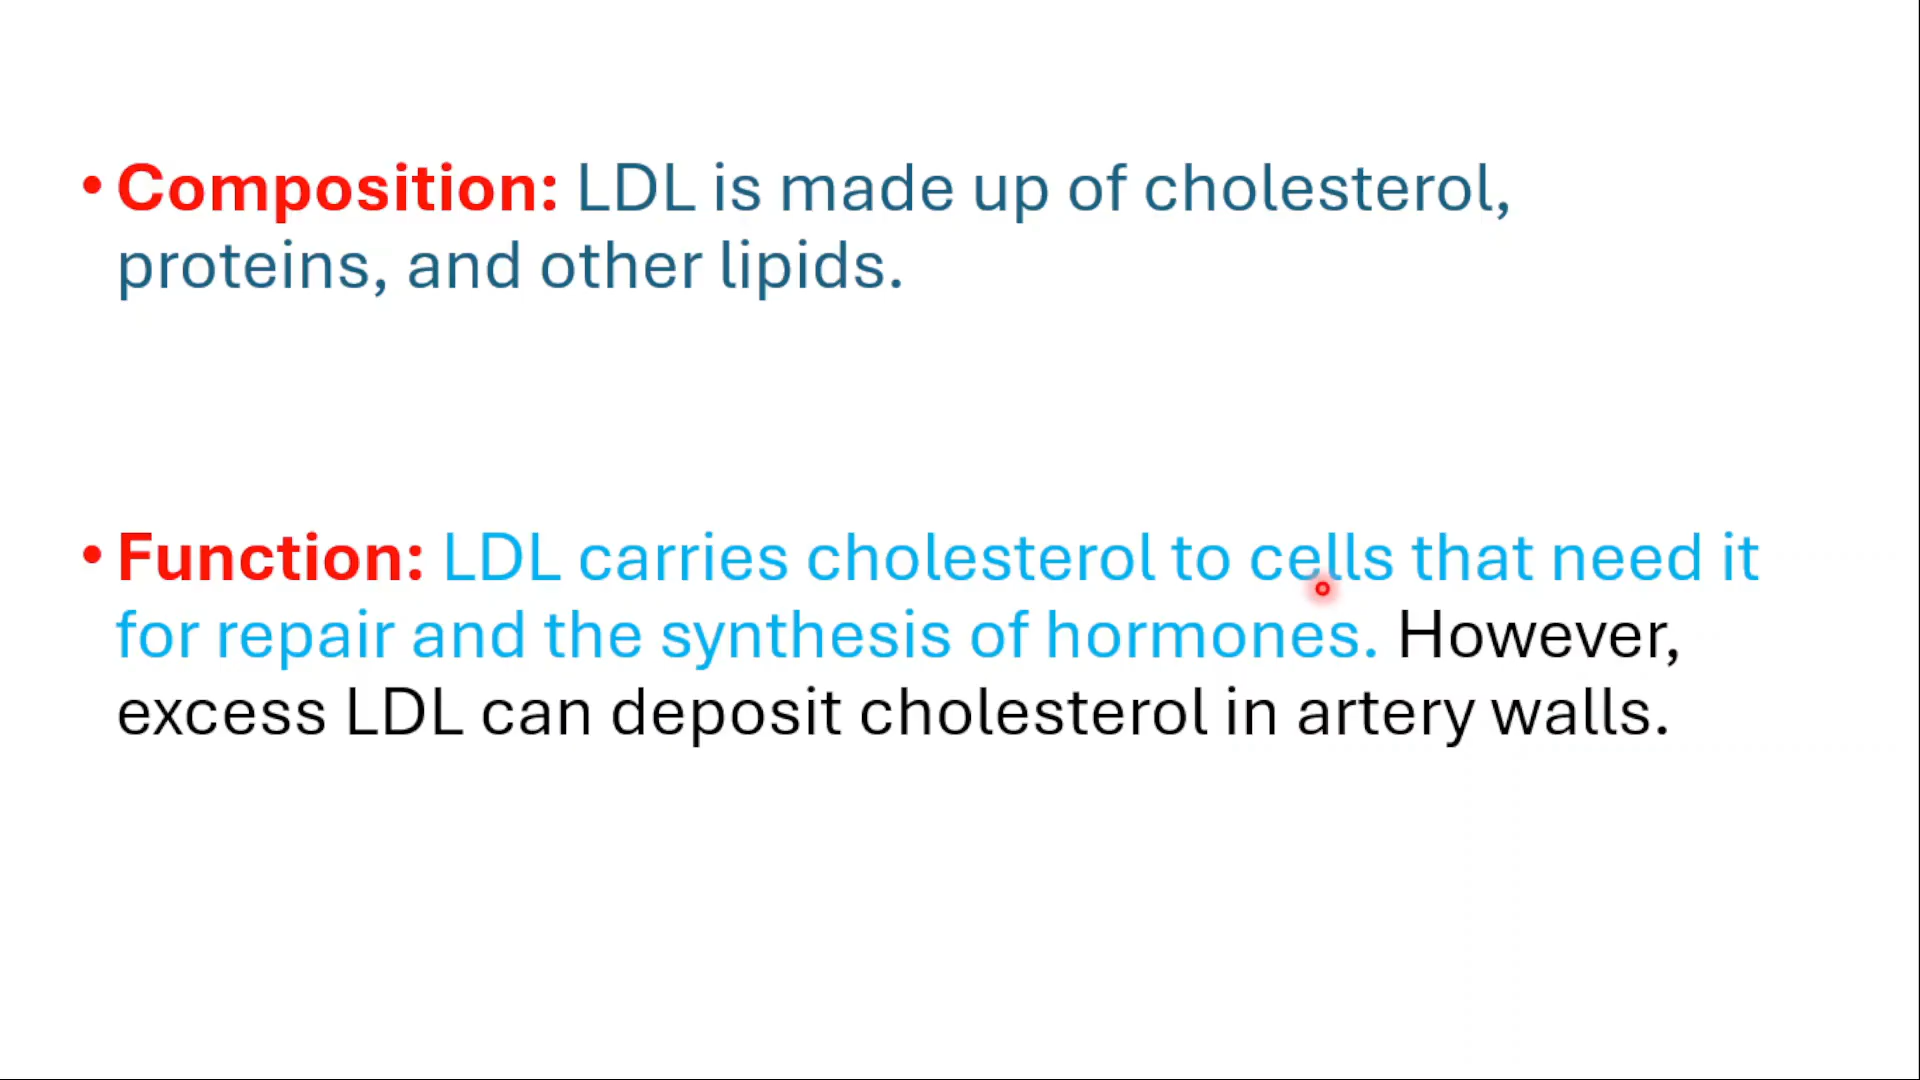 • Composition: LDL is made up of cholesterol,
proteins, and other lipids.
• Function: LDL carries cholesterol to cells that need it
for repair and the synthesis of hormones. However,
excess LDL can deposit cholesterol in artery walls.